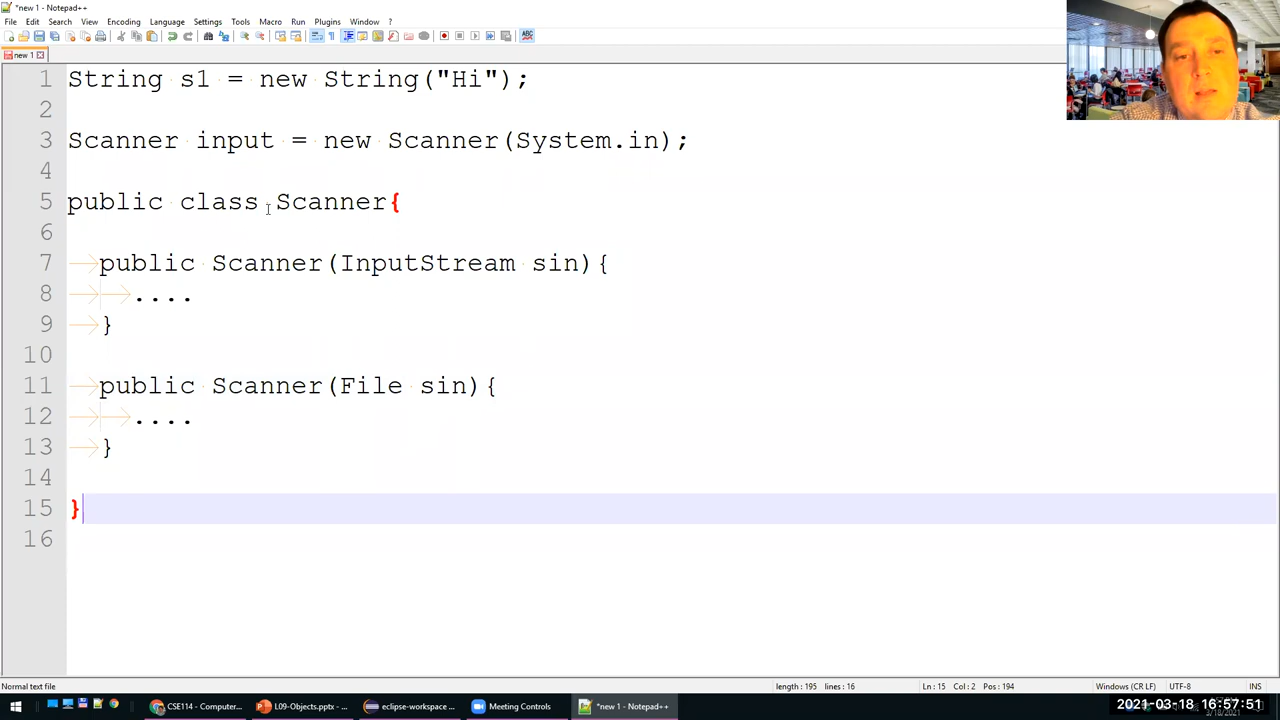 *new 1 - Notepad++
File Edit Search View Encoding Language Settings Tools Macro Run Plugins Window ?
new 1
1 String s1 = new String("Hi");
2
3 Scanner input = new Scanner(System.in);
4
5 public class Scanner{
6
7 public Scanner(InputStream sin){
8 ....
9 }
10
11 public Scanner(File sin){
12 ....
13 }
14
15 }
16
Normal text file length : 195 lines : 16 Ln : 15 Col : 2 Pos : 194 Windows (CR LF) UTF-8 INS
CSE114 - Computer... L09-Objects.pptx - ... eclipse-workspace ... Meeting Controls *new 1 - Notepad++ 2021-03-18 16:57:51